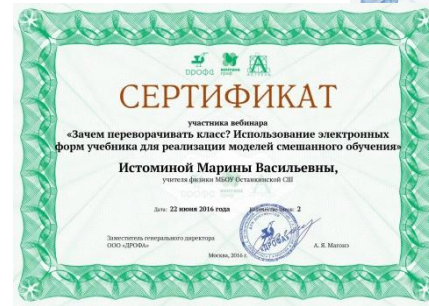 дрофа
СЕРТИФИКАТ
участника вебинара
«Зачем переворачивать класс? Использование электронных
форм учебника для реализации моделей смешанного обучения»
Истоминой Марины Васильевны,
учителя физики МБОУ Останкинской СШ
Дата: 22 июня 2016 года
2
Заместитель генерального директора
ООО «ДРОФА»
Москва, 2016 г.